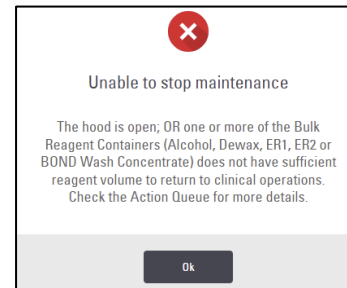 Unable to stop maintenance
The hood is open; OR one or more of the Bulk
Reagent Containers (Alcohol, Dewax, ER1, ER2 or
BOND Wash Concentrate) does not have sufficient
reagent volume to return to clinical operations.
Check the Action Queue for more details.
Ok